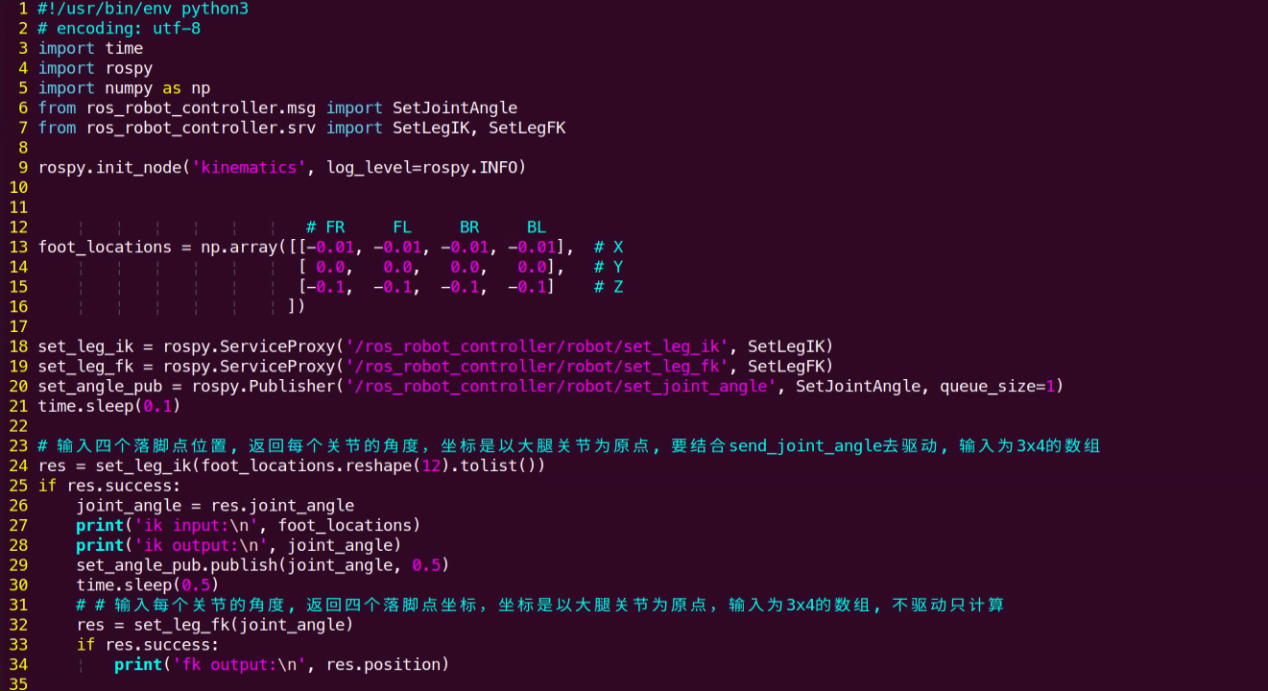 1 #!/usr/bin/env python3
2 # encoding: utf-8
3 import time
4 import rospy
5 import numpy as np
6 from ros_robot_controller.msg import SetJointAngle
7 from ros_robot_controller.srv import SetLegIK, SetLegFK
8
9 rospy.init_node('kinematics', log_level=rospy.INFO)
10
11
12                             # FR     FL     BR     BL
13 foot_locations = np.array([[-0.01, -0.01, -0.01, -0.01],  # X
14                            [ 0.0,   0.0,   0.0,   0.0],   # Y
15                            [-0.1,  -0.1,  -0.1,  -0.1]    # Z
16                           ])
17
18 set_leg_ik = rospy.ServiceProxy('/ros_robot_controller/robot/set_leg_ik', SetLegIK)
19 set_leg_fk = rospy.ServiceProxy('/ros_robot_controller/robot/set_leg_fk', SetLegFK)
20 set_angle_pub = rospy.Publisher('/ros_robot_controller/robot/set_joint_angle', SetJointAngle, queue_size=1)
21 time.sleep(0.1)
22
23 # 输入四个落脚点位置, 返回每个关节的角度, 坐标是以大腿关节为原点, 要结合send_joint_angle去驱动, 输入为3x4的数组
24 res = set_leg_ik(foot_locations.reshape(12).tolist())
25 if res.success:
26     joint_angle = res.joint_angle
27     print('ik input:\n', foot_locations)
28     print('ik output:\n', joint_angle)
29     set_angle_pub.publish(joint_angle, 0.5)
30     time.sleep(0.5)
31     # # 输入每个关节的角度, 返回四个落脚点坐标, 坐标是以大腿关节为原点, 输入为3x4的数组, 不驱动只计算
32     res = set_leg_fk(joint_angle)
33     if res.success:
34         print('fk output:\n', res.position)
35